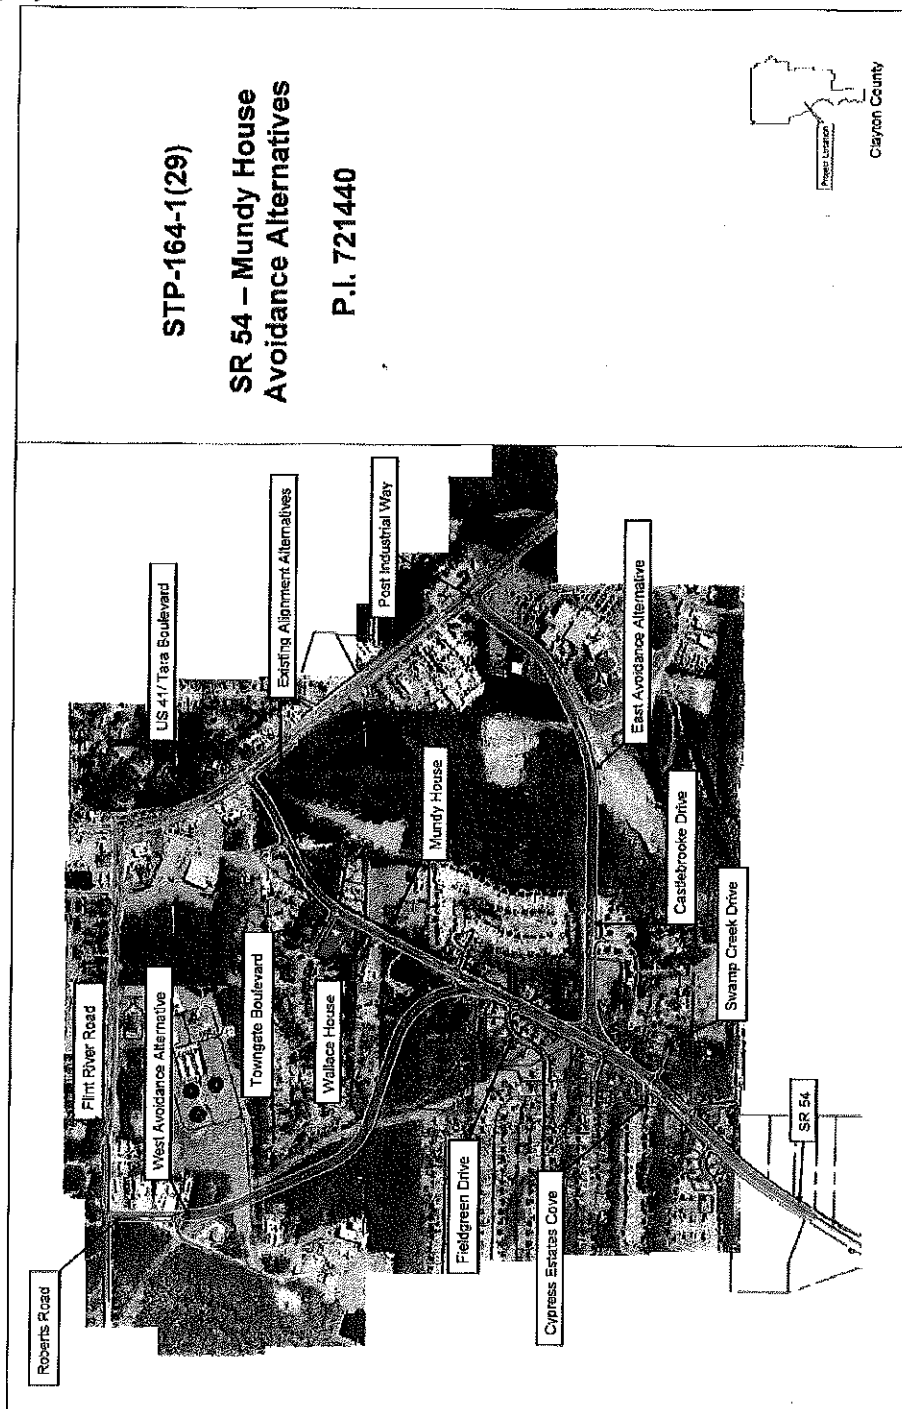 STP-164-1(29)
SR 54 – Mundy House
Avoidance Alternatives
P.I. 721440
Project Location
Clayton County
Roberts Road
Flint River Road
West Avoidance Alternative
US 41/ Tara Boulevard
Towngate Boulevard
Wallace House
Existing Alignment Alternatives
Post Industrial Way
Mundy House
Fieldgreen Drive
Cypress Estates Cove
East Avoidance Alternative
Castlebrooke Drive
Swamp Creek Drive
SR 54